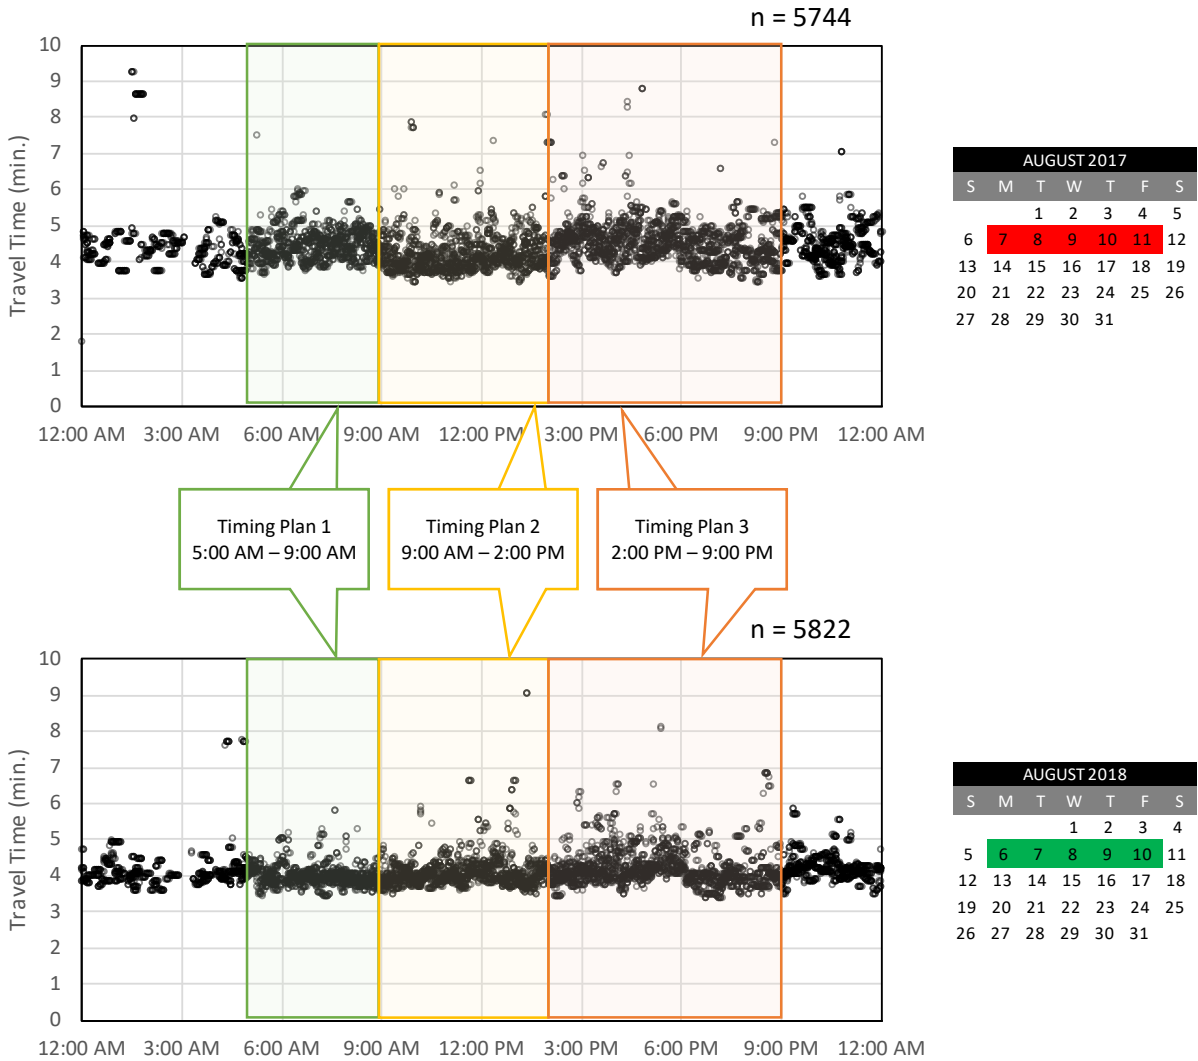 n = 5744
10
9
8
7
6
5
4
3
2
1
0
Travel Time (min.)
12:00 AM 3:00 AM 6:00 AM 9:00 AM 12:00 PM 3:00 PM 6:00 PM 9:00 PM 12:00 AM
AUGUST 2017
S M T W T F S
1 2 3 4 5
6 7 8 9 10 11 12
13 14 15 16 17 18 19
20 21 22 23 24 25 26
27 28 29 30 31
Timing Plan 1
5:00 AM – 9:00 AM
Timing Plan 2
9:00 AM – 2:00 PM
Timing Plan 3
2:00 PM – 9:00 PM
n = 5822
10
9
8
7
6
5
4
3
2
1
0
Travel Time (min.)
12:00 AM 3:00 AM 6:00 AM 9:00 AM 12:00 PM 3:00 PM 6:00 PM 9:00 PM 12:00 AM
AUGUST 2018
S M T W T F S
1 2 3 4
5 6 7 8 9 10 11
12 13 14 15 16 17 18
19 20 21 22 23 24 25
26 27 28 29 30 31